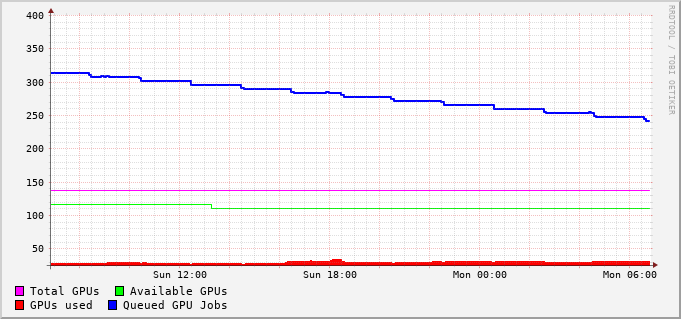 400
350
300
250
200
150
100
50
Sun 12:00 Sun 18:00 Mon 00:00 Mon 06:00
Total GPUs Available GPUs
GPUs used Queued GPU Jobs
RRDTOOL / TOBI OETIKER